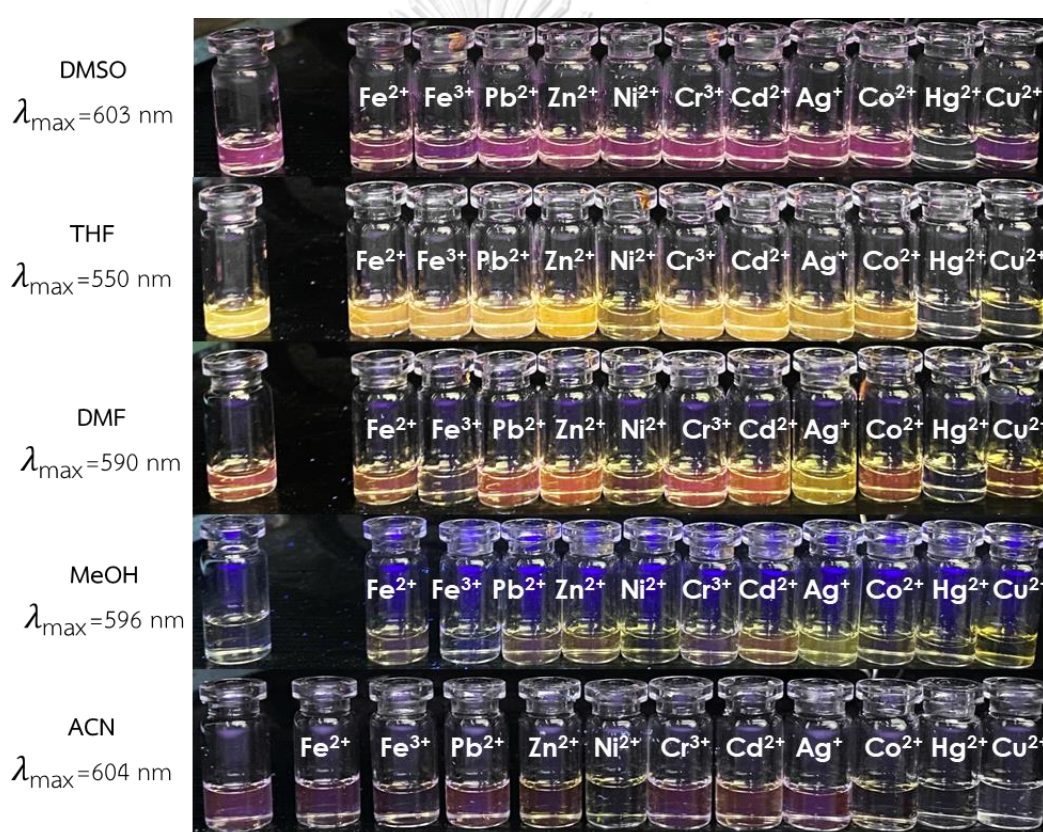 DMSO
λmax=603 nm
Fe²⁺ Fe³⁺ Pb²⁺ Zn²⁺ Ni²⁺ Cr³⁺ Cd²⁺ Ag⁺ Co²⁺ Hg²⁺ Cu²⁺
THF
λmax=550 nm
Fe²⁺ Fe³⁺ Pb²⁺ Zn²⁺ Ni²⁺ Cr³⁺ Cd²⁺ Ag⁺ Co²⁺ Hg²⁺ Cu²⁺
DMF
λmax=590 nm
Fe²⁺ Fe³⁺ Pb²⁺ Zn²⁺ Ni²⁺ Cr³⁺ Cd²⁺ Ag⁺ Co²⁺ Hg²⁺ Cu²⁺
MeOH
λmax=596 nm
Fe²⁺ Fe³⁺ Pb²⁺ Zn²⁺ Ni²⁺ Cr³⁺ Cd²⁺ Ag⁺ Co²⁺ Hg²⁺ Cu²⁺
ACN
λmax=604 nm
Fe²⁺ Fe³⁺ Pb²⁺ Zn²⁺ Ni²⁺ Cr³⁺ Cd²⁺ Ag⁺ Co²⁺ Hg²⁺ Cu²⁺